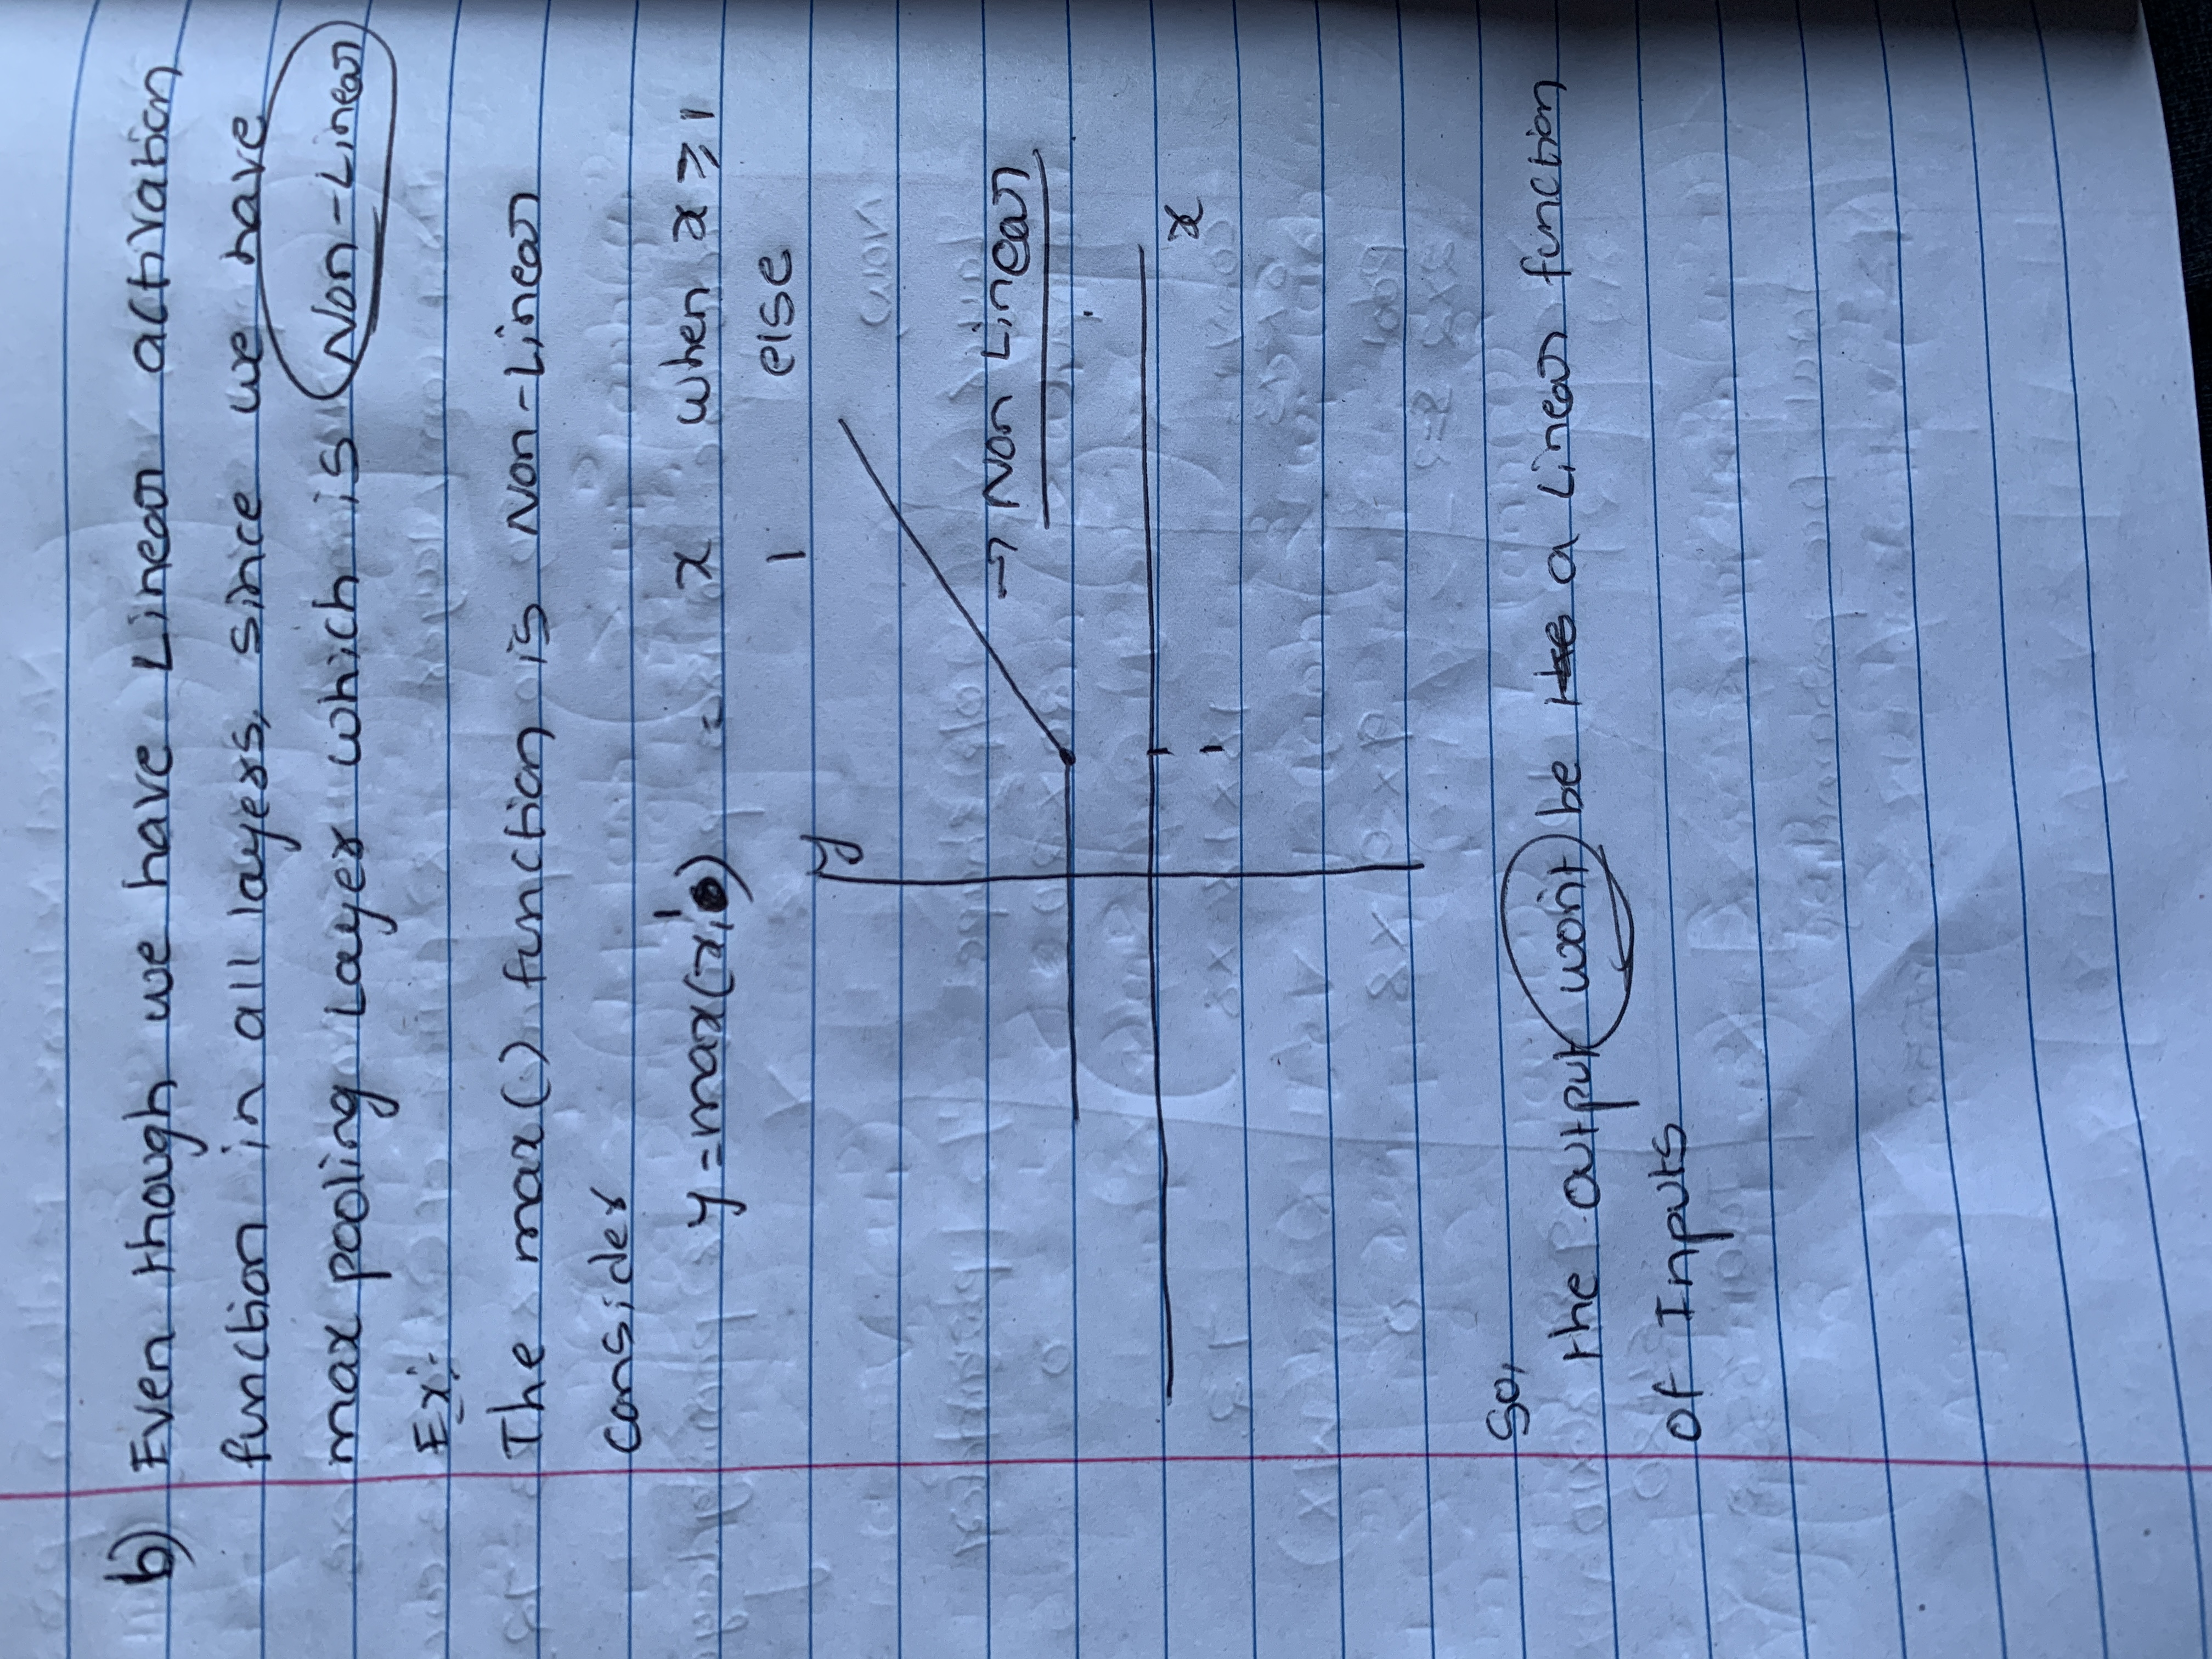 b) Even though we have Linear activation
function in all layers, since we have
max pooling Layer which is Non-Linear
Ex:-
The max() function is Non-Linear
consider
y = max(x, 1) = x when x ≥ 1
1 else
y
→ Non Linear
x
1
So,
the output won't be the a Linear function
of Inputs